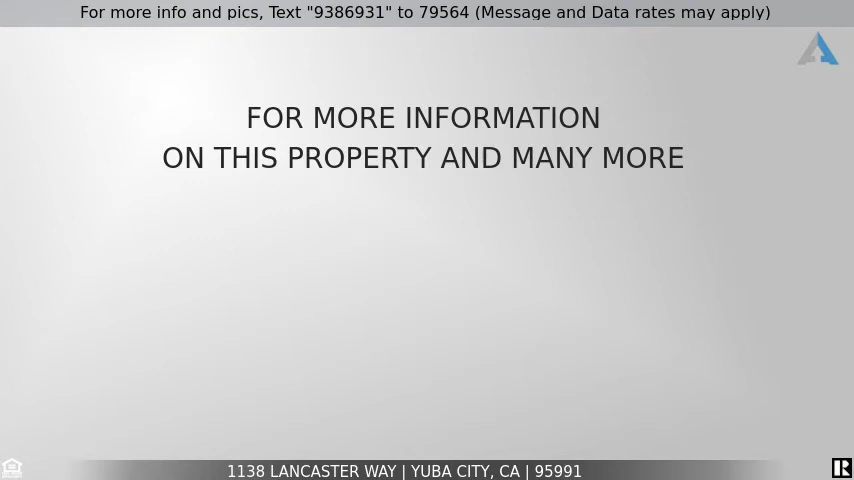 For more info and pics, Text "9386931" to 79564 (Message and Data rates may apply)
FOR MORE INFORMATION
ON THIS PROPERTY AND MANY MORE
1138 LANCASTER WAY | YUBA CITY, CA | 95991